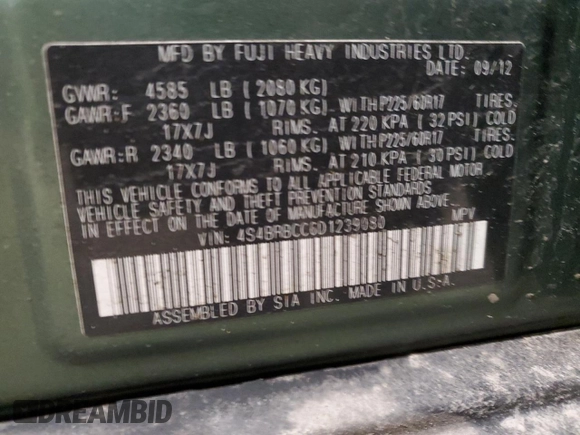 MFD BY FUJI HEAVY INDUSTRIES LTD.
DATE: 09/12
GVWR: 4585 LB (2080 KG)
GAWR:F 2360 LB (1070 KG) WITH P225/60R17 TIRES.
17X7J RIMS. AT 220 KPA (32 PSI) COLD
GAWR:R 2340 LB (1060 KG) WITH P225/60R17 TIRES.
17X7J RIMS. AT 210 KPA (30 PSI) COLD
THIS VEHICLE CONFORMS TO ALL APPLICABLE FEDERAL MOTOR
VEHICLE SAFETY, BUMPER, AND THEFT PREVENTION STANDARDS
IN EFFECT ON THE DATE OF MANUFACTURE SHOWN ABOVE.
VIN: 4S4BRBCC6D1239080 MPV
ASSEMBLED BY SIA INC. MADE IN U.S.A.
DREAMBID